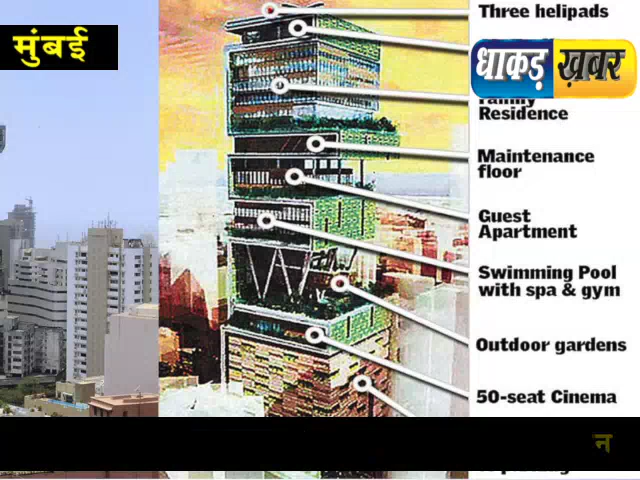 मुंबई
Three helipads
धाकड़ ख़बर
Family
Residence
Maintenance
floor
Guest
Apartment
Swimming Pool
with spa & gym
Outdoor gardens
50-seat Cinema
न